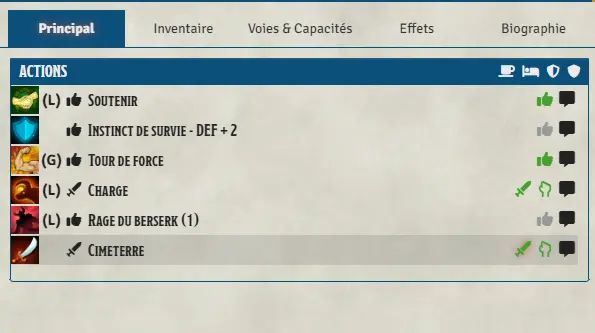 Principal Inventaire Voies & Capacités Effets Biographie
ACTIONS
(L) Soutenir
Instinct de survie - DEF + 2
(G) Tour de force
(L) Charge
(L) Rage du berserk (1)
Cimeterre